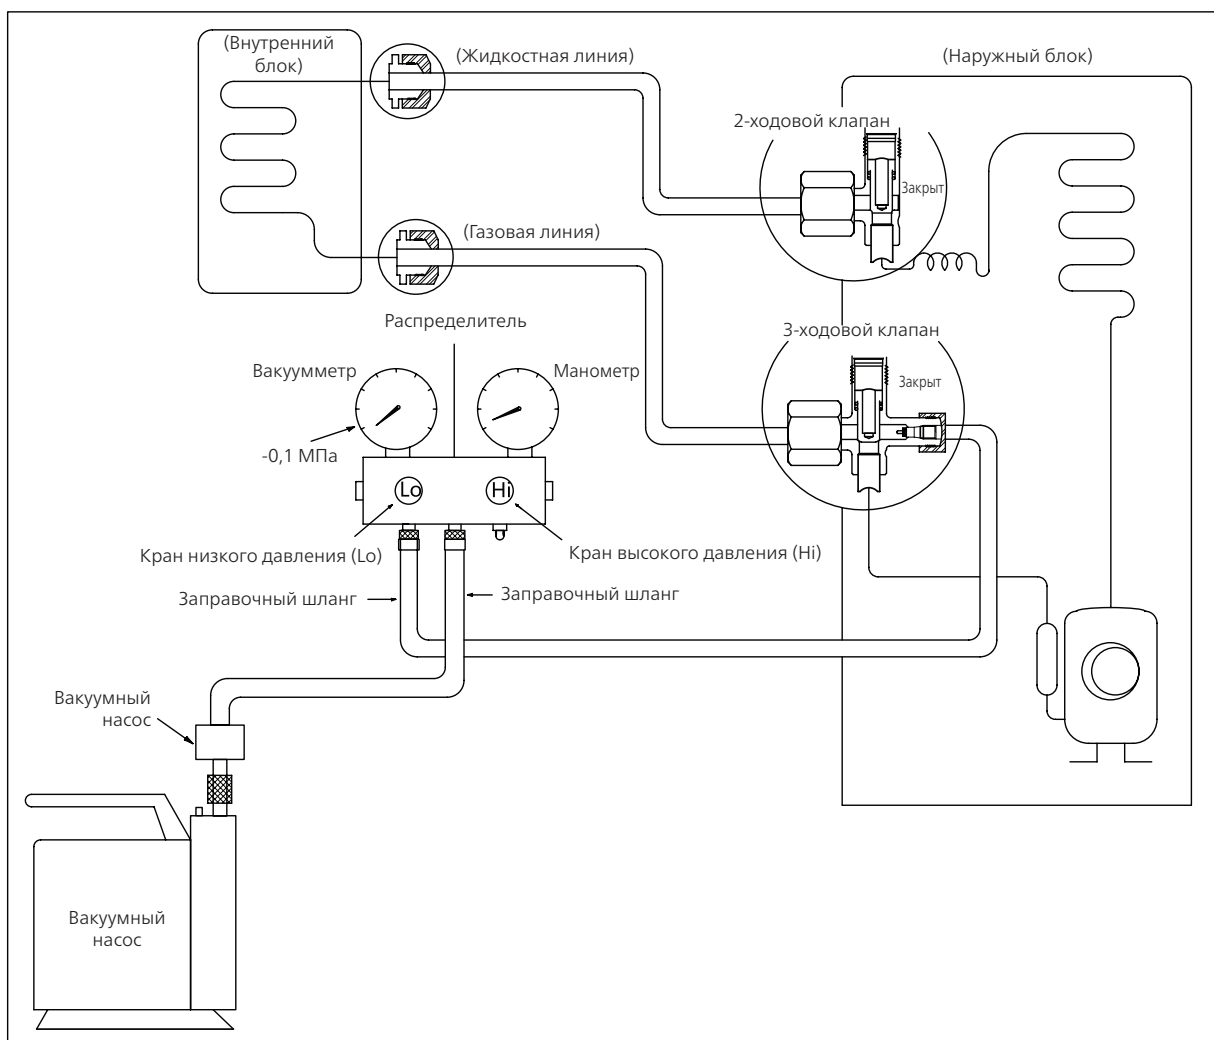 (Внутренний
блок)
(Жидкостная линия)
(Наружный блок)
2-ходовой клапан
Закрыт
(Газовая линия)
Распределитель
3-ходовой клапан
Вакуумметр
Манометр
Закрыт
-0,1 МПа
Lo
Hi
Кран низкого давления (Lo)
Кран высокого давления (Hi)
Заправочный шланг
Заправочный шланг
Вакуумный
насос
Вакуумный
насос